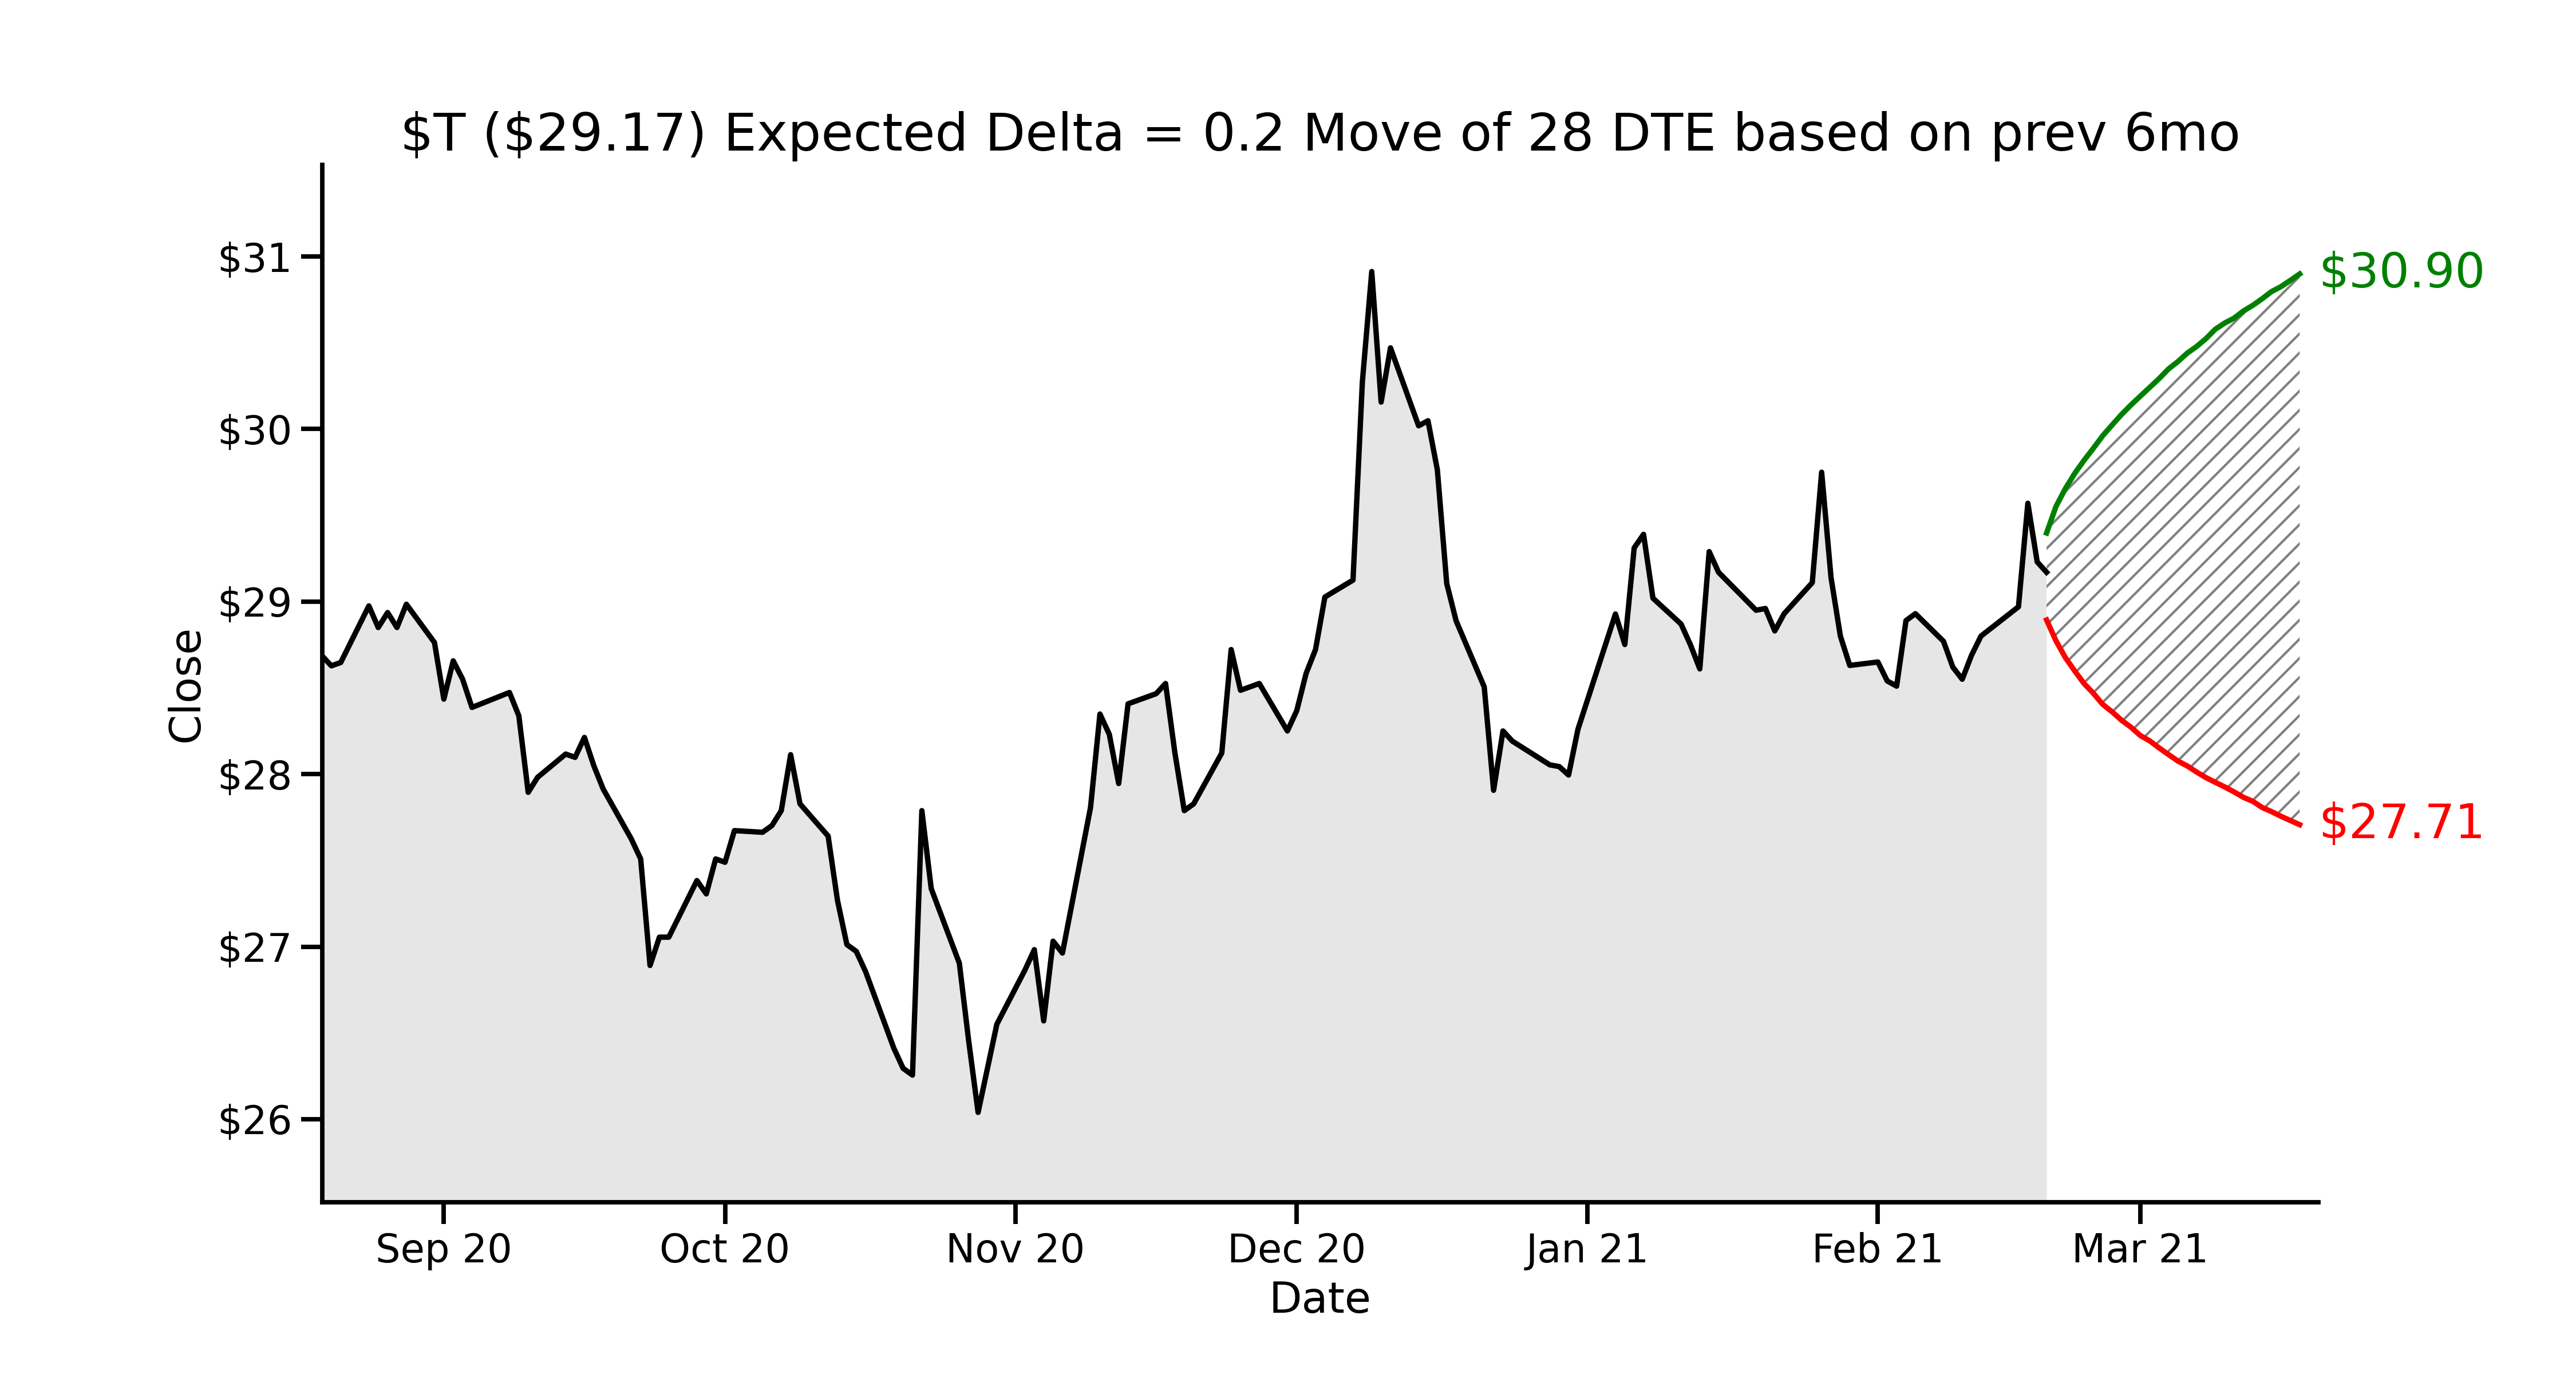 $T ($29.17) Expected Delta = 0.2 Move of 28 DTE based on prev 6mo
$31
$30
$29
$28
$27
$26
Close
$30.90
$27.71
Sep 20
Oct 20
Nov 20
Dec 20
Jan 21
Feb 21
Mar 21
Date